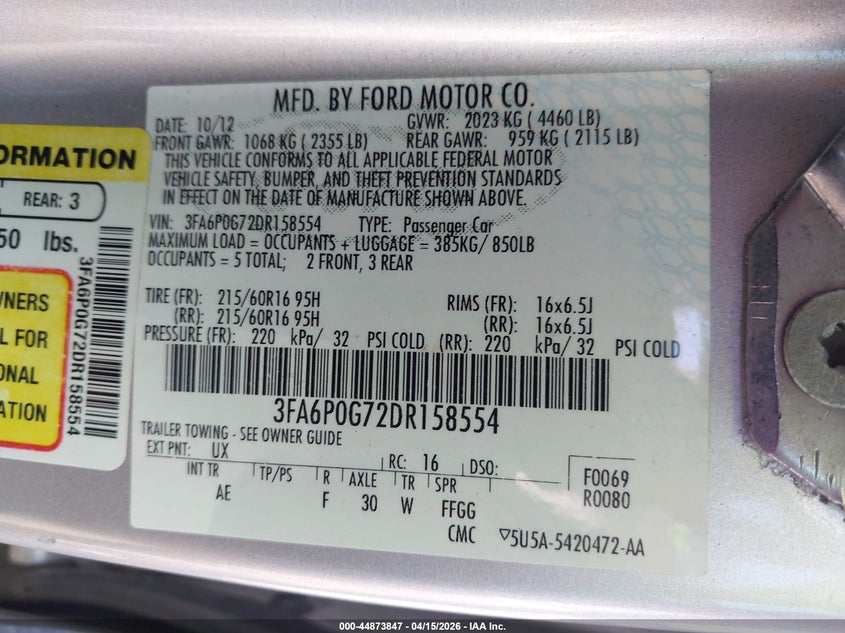 MFD. BY FORD MOTOR CO.
DATE: 10/12 GVWR: 2023 KG ( 4460 LB)
FRONT GAWR: 1068 KG ( 2355 LB) REAR GAWR: 959 KG ( 2115 LB)
THIS VEHICLE CONFORMS TO ALL APPLICABLE FEDERAL MOTOR
VEHICLE SAFETY, BUMPER, AND THEFT PREVENTION STANDARDS
IN EFFECT ON THE DATE OF MANUFACTURE SHOWN ABOVE.
VIN: 3FA6P0G72DR158554 TYPE: Passenger Car
MAXIMUM LOAD = OCCUPANTS + LUGGAGE = 385KG/ 850LB
OCCUPANTS = 5 TOTAL; 2 FRONT, 3 REAR
TIRE (FR): 215/60R16 95H RIMS (FR): 16x6.5J
(RR): 215/60R16 95H (RR): 16x6.5J
PRESSURE (FR): 220 kPa/ 32 PSI COLD (RR): 220 kPa/ 32 PSI COLD
3FA6P0G72DR158554
TRAILER TOWING - SEE OWNER GUIDE
EXT PNT: UX RC: 16 DSO:
INT TR TP/PS R AXLE TR SPR
AE F 30 W FFGG
F0069
R0080
CMC ▽5U5A-5420472-AA
ORMATION
REAR: 3
50 lbs.
WNERS
L FOR
ONAL
ATION
3FA6P0G72DR158554
000-44873847 - 04/15/2026 - IAA Inc.